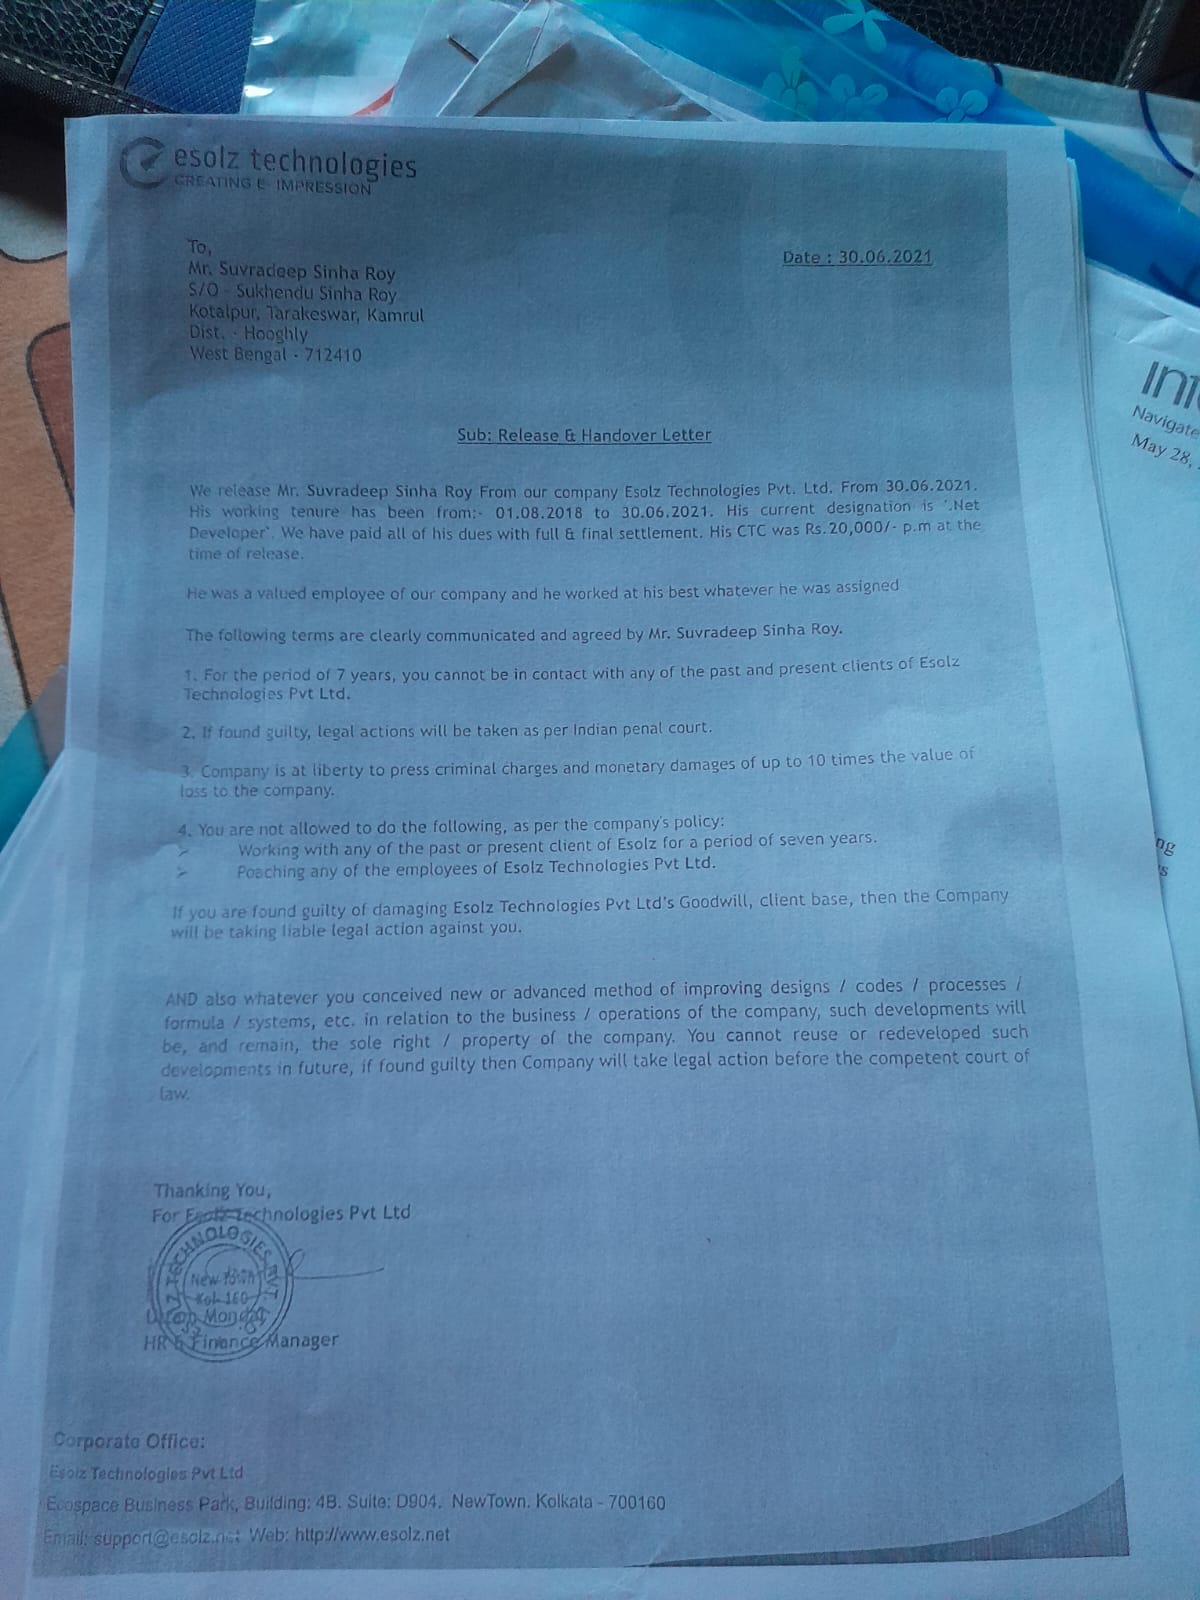 esolz technologies
CREATING E- IMPRESSION
To,
Mr. Suvradeep Sinha Roy
S/O - Sukhendu Sinha Roy
Kotalpur, Tarakeswar, Kamrul
Dist. - Hooghly
West Bengal - 712410
Date : 30.06.2021
Sub: Release & Handover Letter
We release Mr. Suvradeep Sinha Roy From our company Esolz Technologies Pvt. Ltd. From 30.06.2021.
His working tenure has been from:- 01.08.2018 to 30.06.2021. His current designation is '.Net
Developer'. We have paid all of his dues with full & final settlement. His CTC was Rs.20,000/- p.m at the
time of release.
He was a valued employee of our company and he worked at his best whatever he was assigned
The following terms are clearly communicated and agreed by Mr. Suvradeep Sinha Roy.
1. For the period of 7 years, you cannot be in contact with any of the past and present clients of Esolz
Technologies Pvt Ltd.
2. If found guilty, legal actions will be taken as per Indian penal court.
3. Company is at liberty to press criminal charges and monetary damages of up to 10 times the value of
loss to the company.
4. You are not allowed to do the following, as per the company's policy:
➢ Working with any of the past or present client of Esolz for a period of seven years.
➢ Poaching any of the employees of Esolz Technologies Pvt Ltd.
If you are found guilty of damaging Esolz Technologies Pvt Ltd's Goodwill, client base, then the Company
will be taking liable legal action against you.
AND also whatever you conceived new or advanced method of improving designs / codes / processes /
formula / systems, etc. in relation to the business / operations of the company, such developments will
be, and remain, the sole right / property of the company. You cannot reuse or redeveloped such
developments in future, if found guilty then Company will take legal action before the competent court of
law.
Thanking You,
For Esolz Technologies Pvt Ltd
TECHNOLOGIES PVT.
New Town
Kol-160
Mondal
HR & Finance Manager
Corporate Office:
Esolz Technologies Pvt Ltd
Ecospace Business Park, Building: 4B. Suite: D904. NewTown. Kolkata - 700160
Email: support@esolz.net Web: http://www.esolz.net
Navigate
May 28,